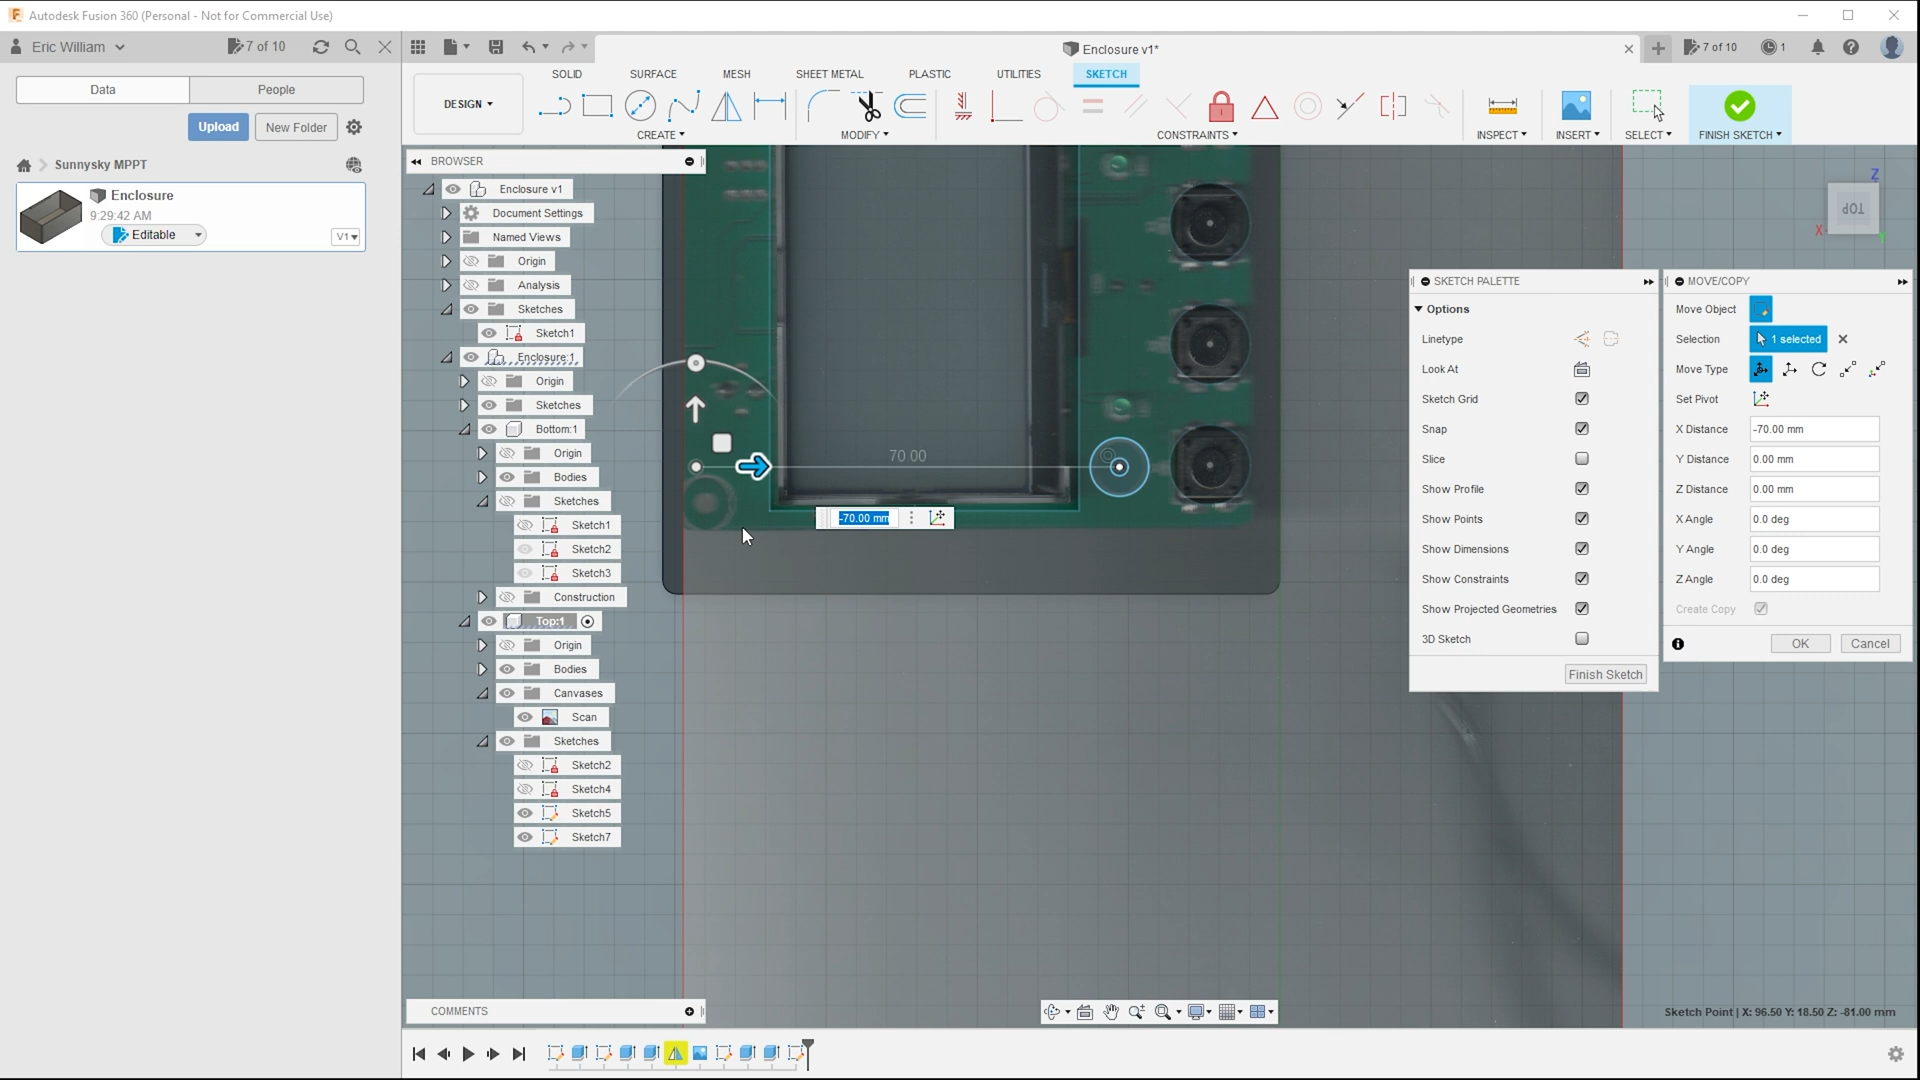 Autodesk Fusion 360 (Personal - Not for Commercial Use)
Eric William
7 of 10
Enclosure v1*
7 of 10
1
Data
People
Upload
New Folder
Sunnysky MPPT
Enclosure
9:29:42 AM
Editable
V1
DESIGN
SOLID
SURFACE
MESH
SHEET METAL
PLASTIC
UTILITIES
SKETCH
CREATE
MODIFY
CONSTRAINTS
INSPECT
INSERT
SELECT
FINISH SKETCH
BROWSER
Enclosure v1
Document Settings
Named Views
Origin
Analysis
Sketches
Sketch1
Enclosure:1
Origin
Sketches
Bottom:1
Origin
Bodies
Sketches
Sketch1
Sketch2
Sketch3
Construction
Top:1
Origin
Bodies
Canvases
Scan
Sketches
Sketch2
Sketch4
Sketch5
Sketch7
70.00
-70.00 mm
Z
TOP
X
Y
SKETCH PALETTE
Options
Linetype
Look At
Sketch Grid
Snap
Slice
Show Profile
Show Points
Show Dimensions
Show Constraints
Show Projected Geometries
3D Sketch
Finish Sketch
MOVE/COPY
Move Object
Selection
1 selected
Move Type
Set Pivot
X Distance
-70.00 mm
Y Distance
0.00 mm
Z Distance
0.00 mm
X Angle
0.0 deg
Y Angle
0.0 deg
Z Angle
0.0 deg
Create Copy
OK
Cancel
COMMENTS
Sketch Point | X: 96.50 Y: 18.50 Z: -81.00 mm